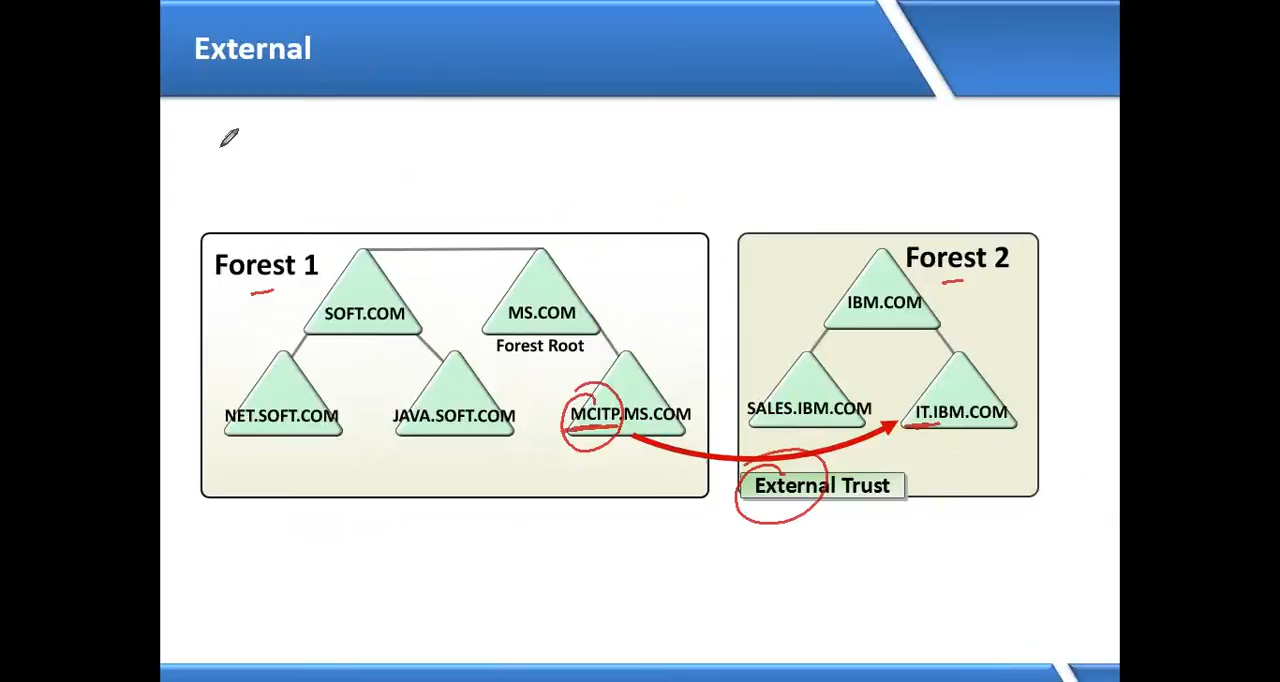 External
Forest 1
Forest 2
SOFT.COM
MS.COM
IBM.COM
Forest Root
NET.SOFT.COM
JAVA.SOFT.COM
MCITP.MS.COM
SALES.IBM.COM
IT.IBM.COM
External Trust